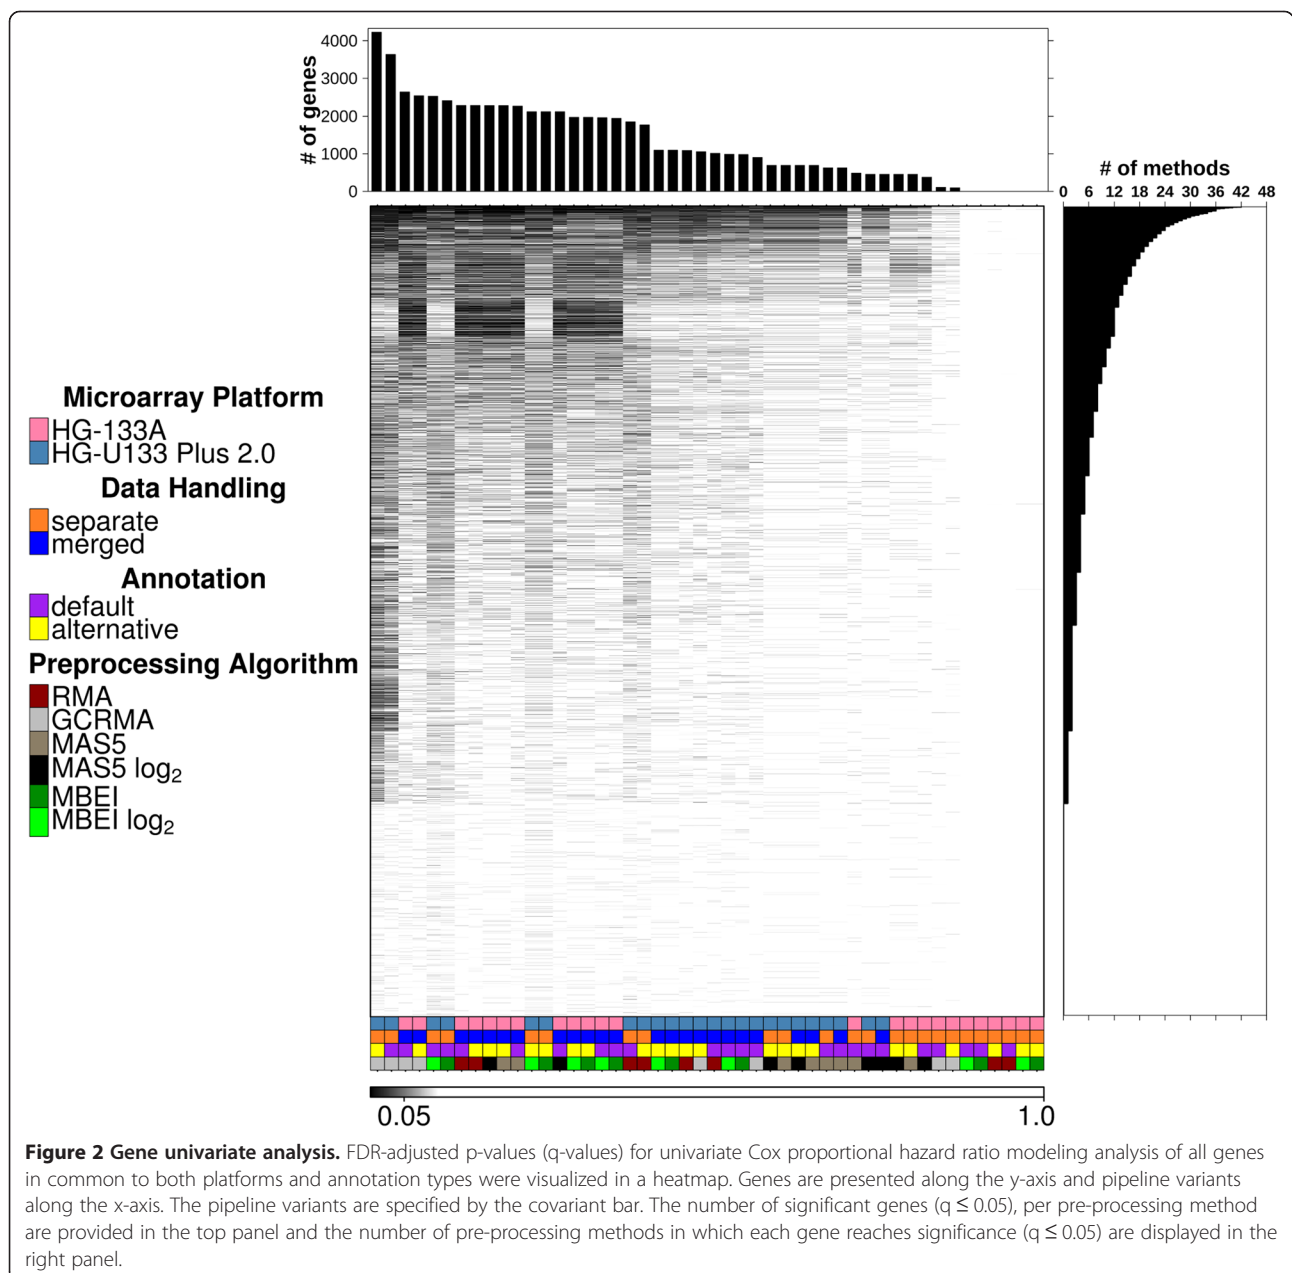 # of genes
4000
3000
2000
1000
0
# of methods
0 6 12 18 24 30 36 42 48
Microarray Platform
HG-133A
HG-U133 Plus 2.0
Data Handling
separate
merged
Annotation
default
alternative
Preprocessing Algorithm
RMA
GCRMA
MAS5
MAS5 log2
MBEI
MBEI log2
0.05 1.0
Figure 2 Gene univariate analysis. FDR-adjusted p-values (q-values) for univariate Cox proportional hazard ratio modeling analysis of all genes
in common to both platforms and annotation types were visualized in a heatmap. Genes are presented along the y-axis and pipeline variants
along the x-axis. The pipeline variants are specified by the covariant bar. The number of significant genes (q ≤ 0.05), per pre-processing method
are provided in the top panel and the number of pre-processing methods in which each gene reaches significance (q ≤ 0.05) are displayed in the
right panel.